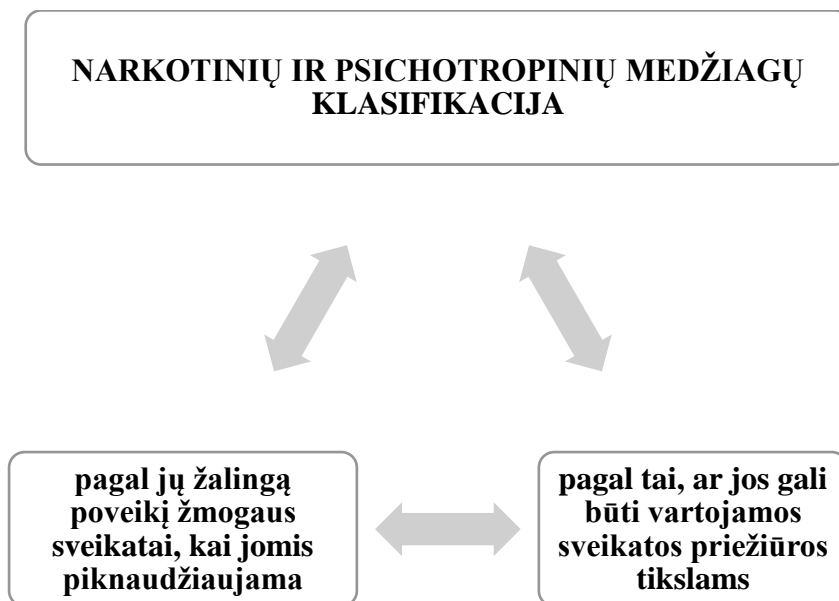 NARKOTINIŲ IR PSICHOTROPINIŲ MEDŽIAGŲ
KLASIFIKACIJA
pagal jų žalingą
poveikį žmogaus
sveikatai, kai jomis
piknaudžiaujama
pagal tai, ar jos gali
būti vartojamos
sveikatos priežiūros
tikslams